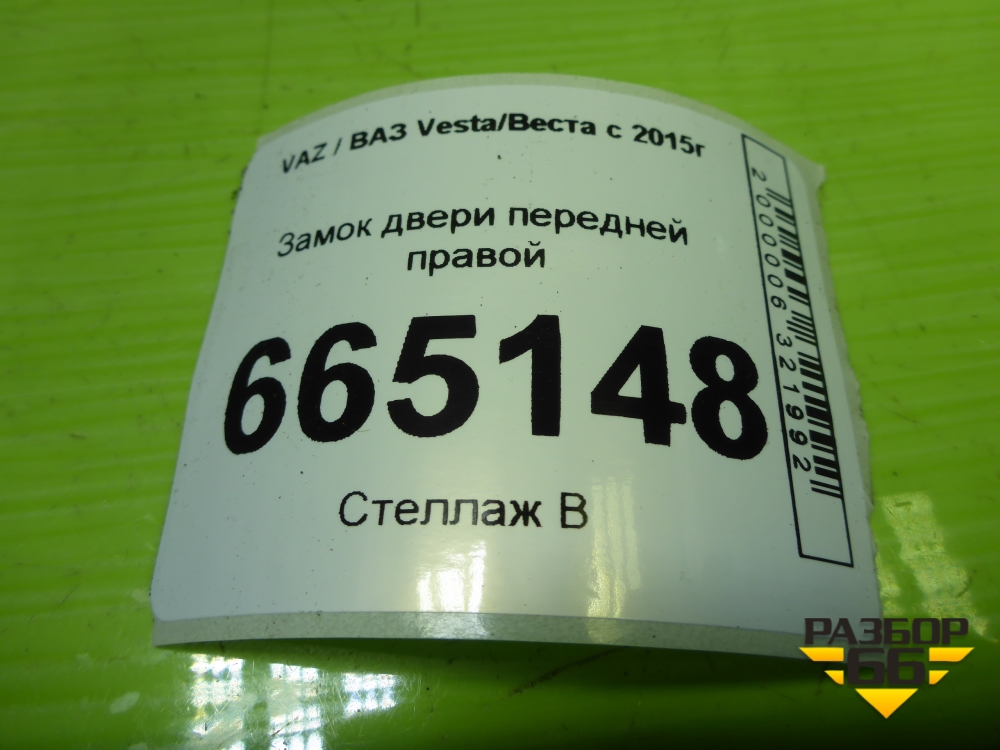 VAZ / ВАЗ Vesta/Веста с 2015г
Замок двери передней
правой
665148
Стеллаж В
2000006321992
РАЗБОР
66